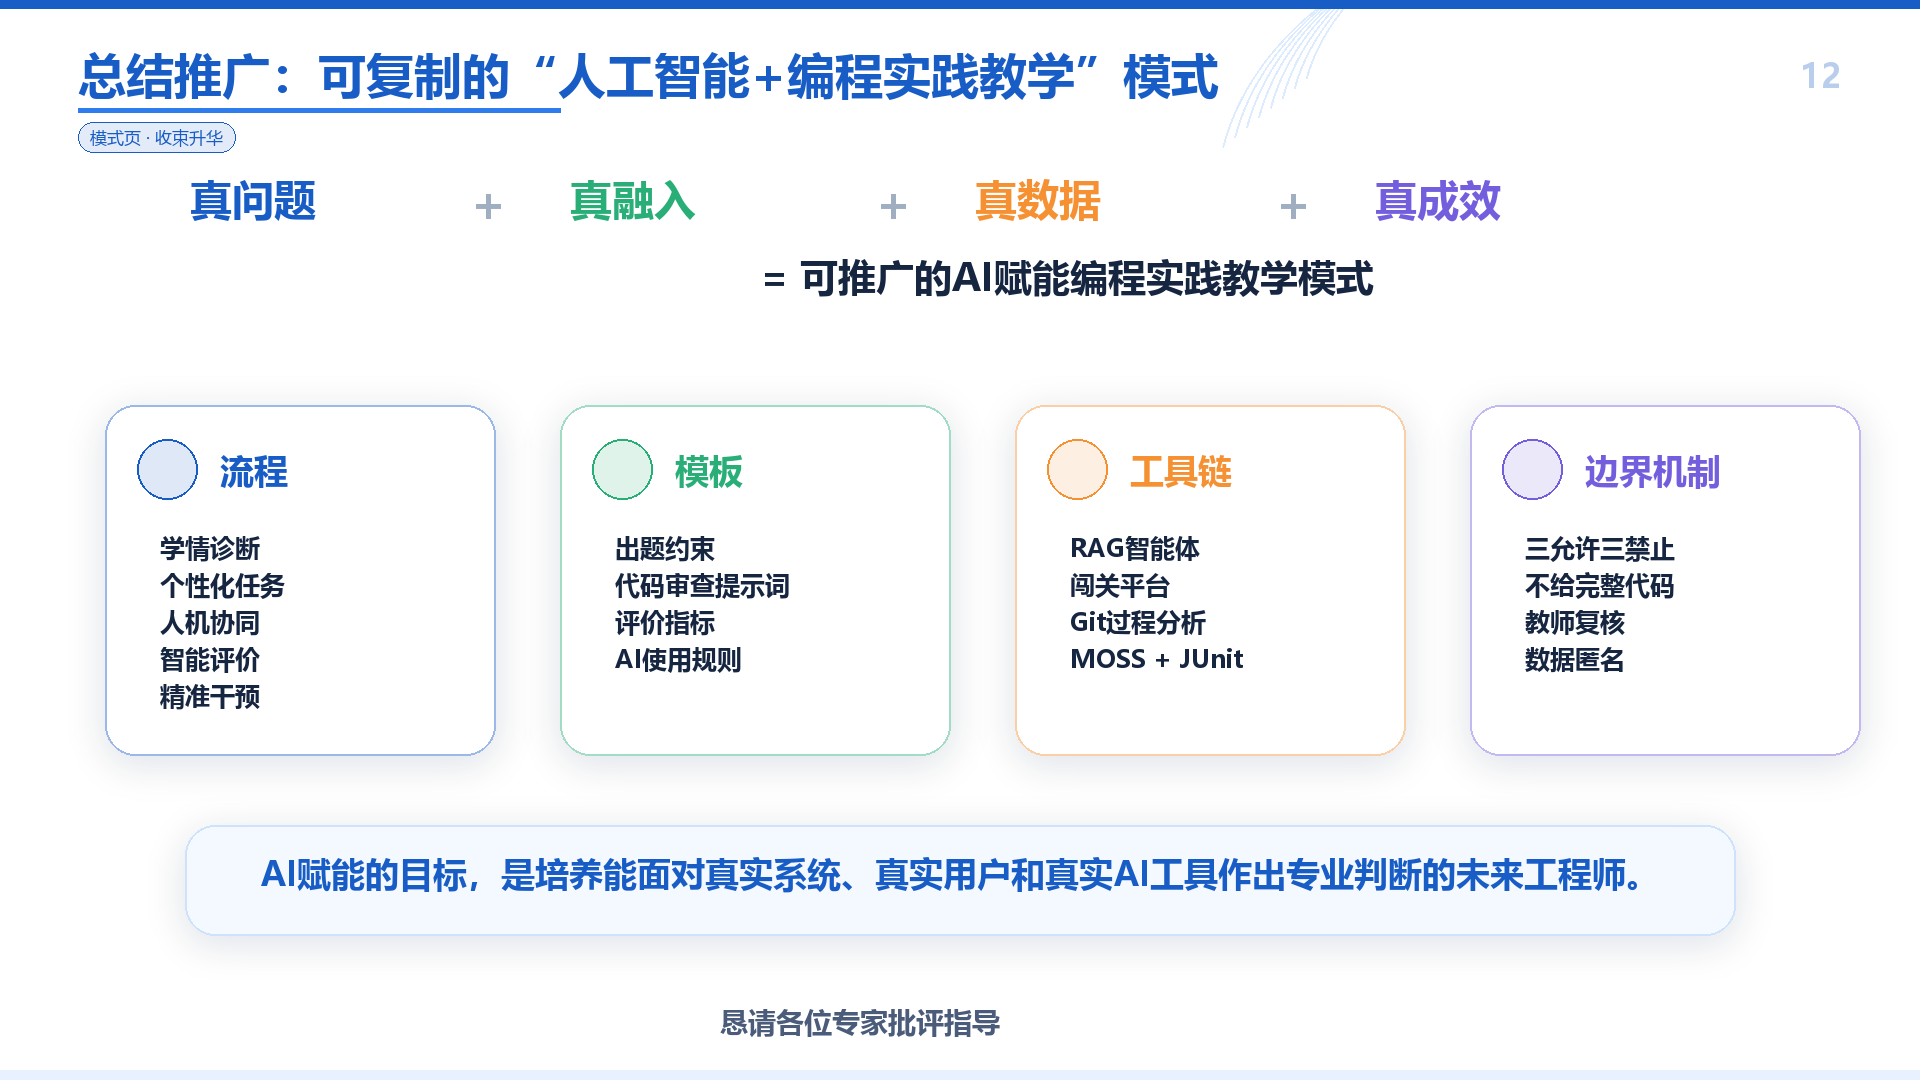 总结推广：可复制的“人工智能+编程实践教学”模式
12
模式页 · 收束升华
真问题 + 真融入 + 真数据 + 真成效
= 可推广的AI赋能编程实践教学模式
流程
学情诊断
个性化任务
人机协同
智能评价
精准干预
模板
出题约束
代码审查提示词
评价指标
AI使用规则
工具链
RAG智能体
闯关平台
Git过程分析
MOSS + JUnit
边界机制
三允许三禁止
不给完整代码
教师复核
数据匿名
AI赋能的目标，是培养能面对真实系统、真实用户和真实AI工具作出专业判断的未来工程师。
恳请各位专家批评指导